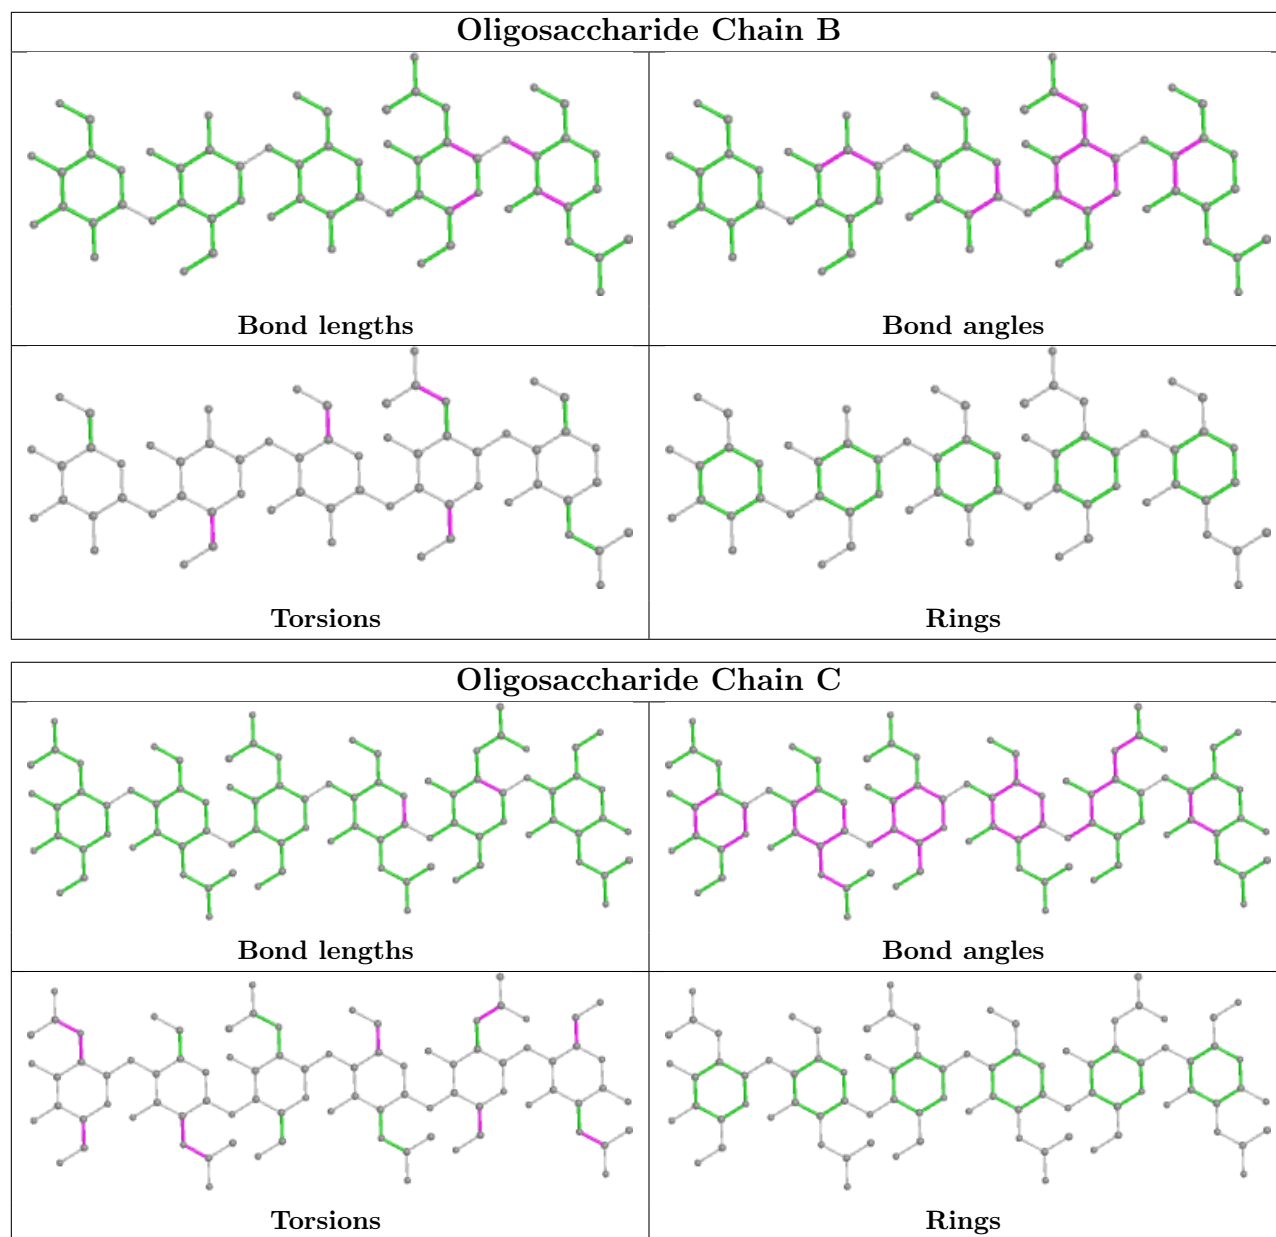 Oligosaccharide Chain B
Bond lengths
Bond angles
Torsions
Rings
Oligosaccharide Chain C
Bond lengths
Bond angles
Torsions
Rings